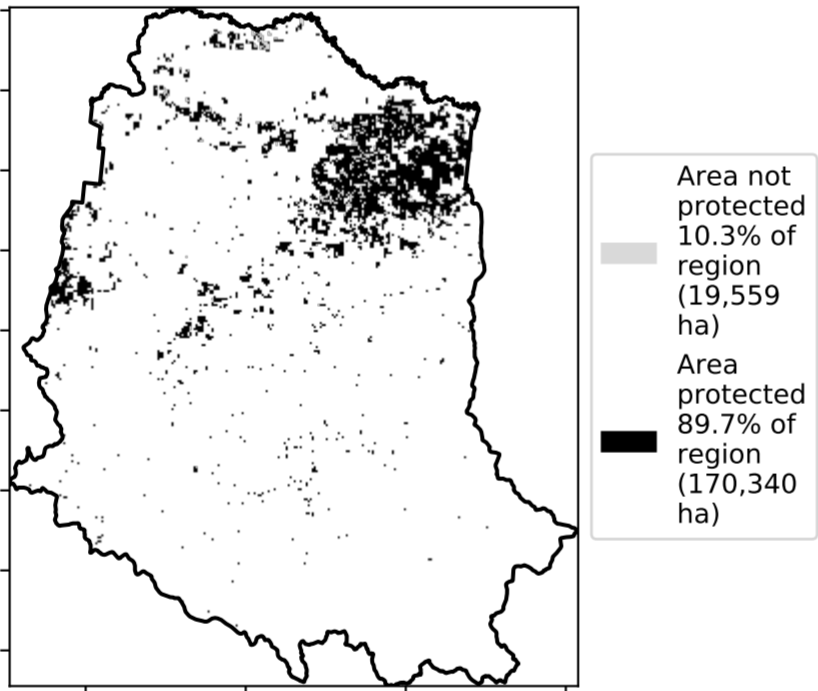 Area not
protected
10.3% of
region
(19,559
ha)
Area
protected
89.7% of
region
(170,340
ha)